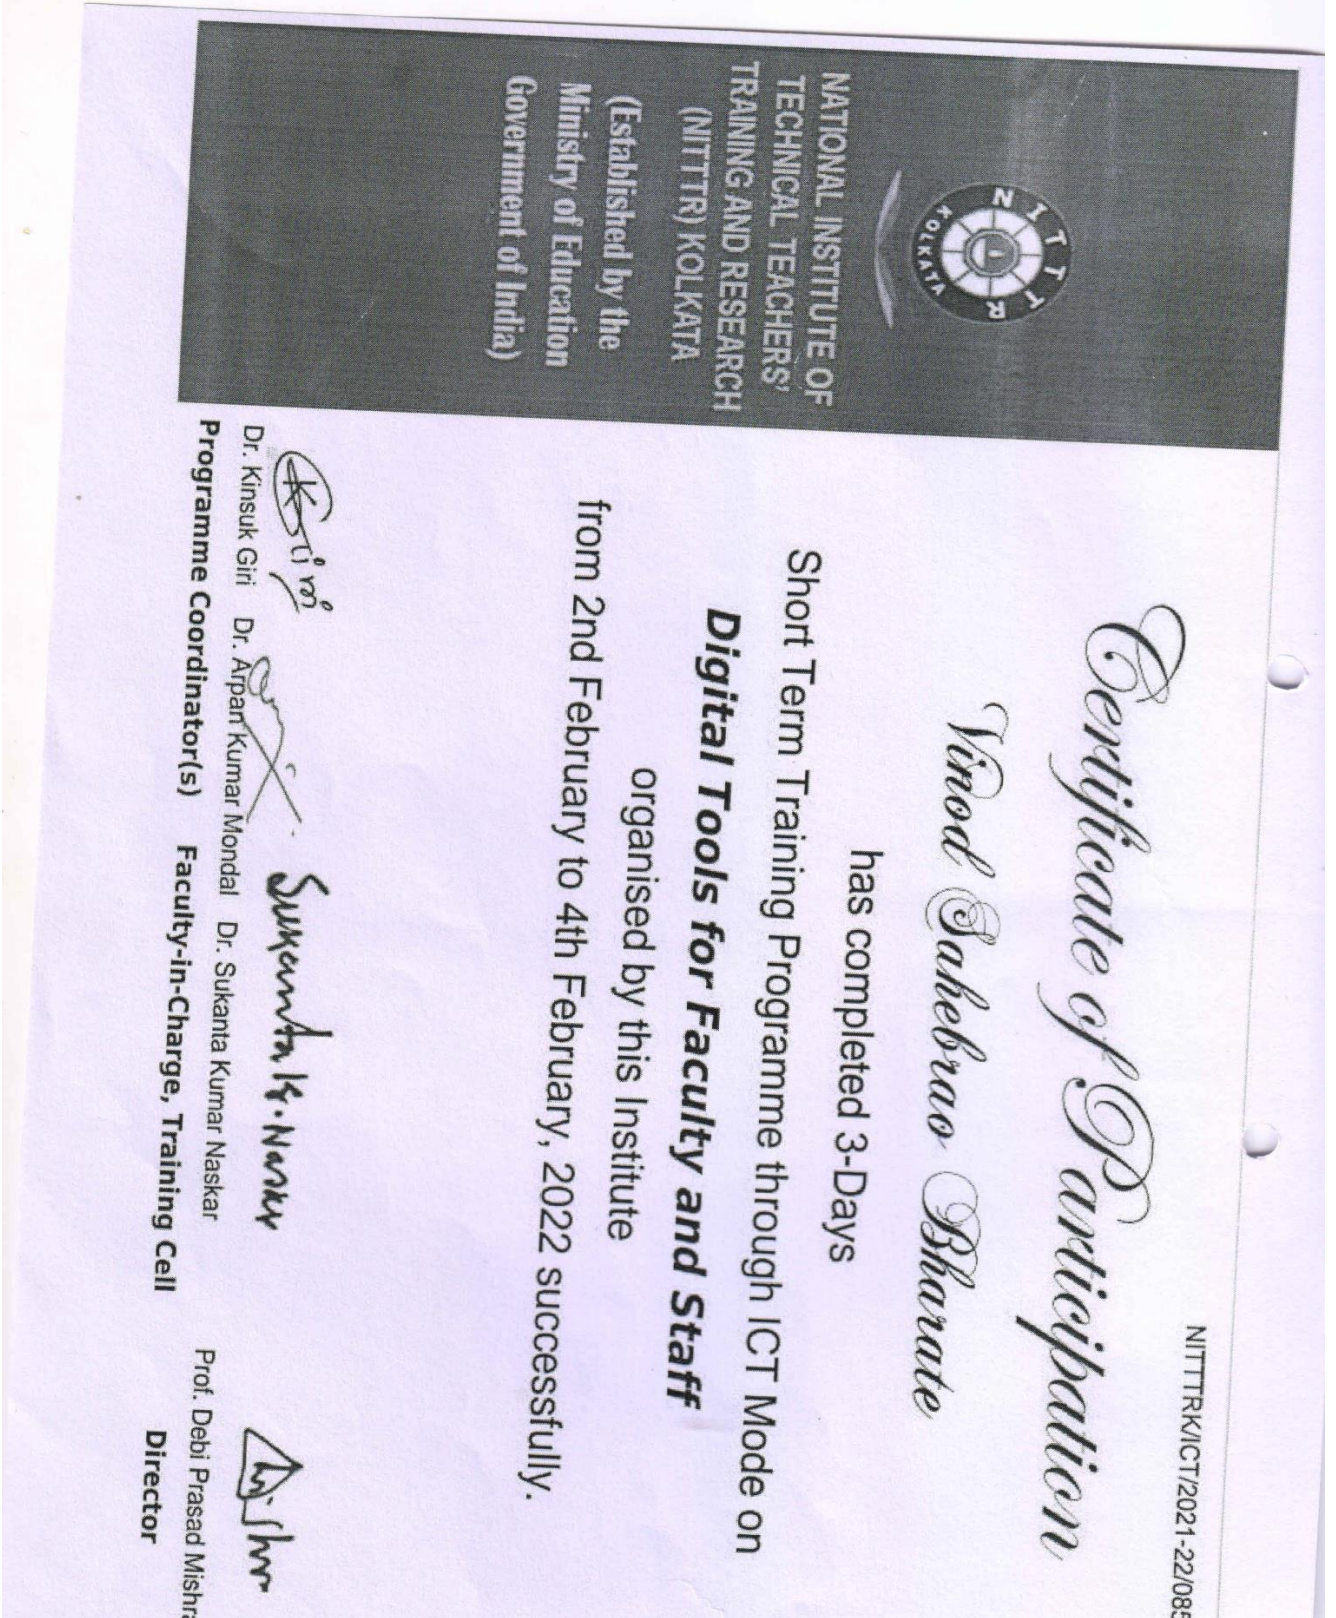 NITTTRK/ICT/2021-22/085
NITTTR
KOLKATA
NATIONAL INSTITUTE OF
TECHNICAL TEACHERS'
TRAINING AND RESEARCH
(NITTTR) KOLKATA
(Established by the
Ministry of Education
Government of India)
Certificate of Participation
Vinod Sahebrao Bharate
has completed 3-Days
Short Term Training Programme through ICT Mode on
Digital Tools for Faculty and Staff
organised by this Institute
from 2nd February to 4th February, 2022 successfully.
KGiri
Sukanta K. Naskar
Dr. Kinsuk Giri Dr. Arpan Kumar Mondal Dr. Sukanta Kumar Naskar Prof. Debi Prasad Mishra
Programme Coordinator(s) Faculty-in-Charge, Training Cell Director